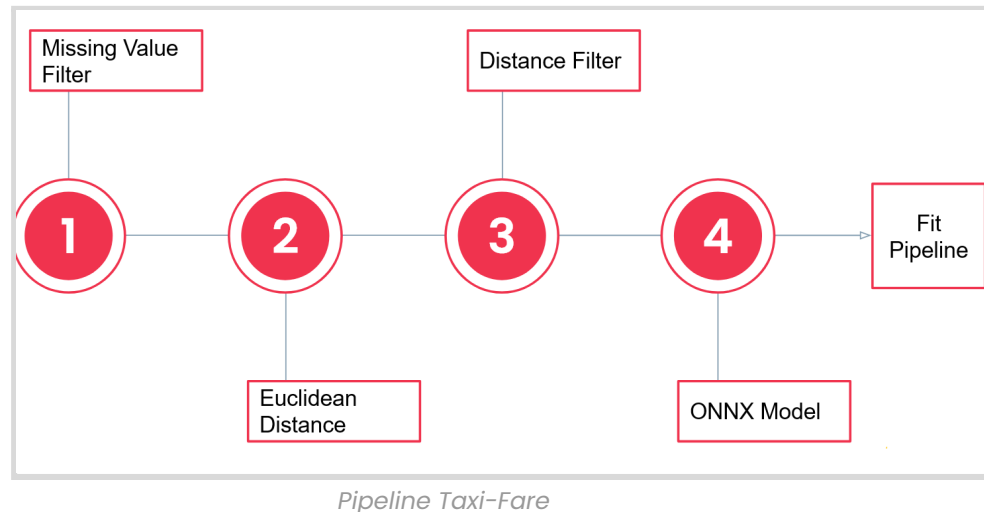 Missing Value
Filter
Distance Filter
1
2
3
4
Fit
Pipeline
Euclidean
Distance
ONNX Model
Pipeline Taxi-Fare